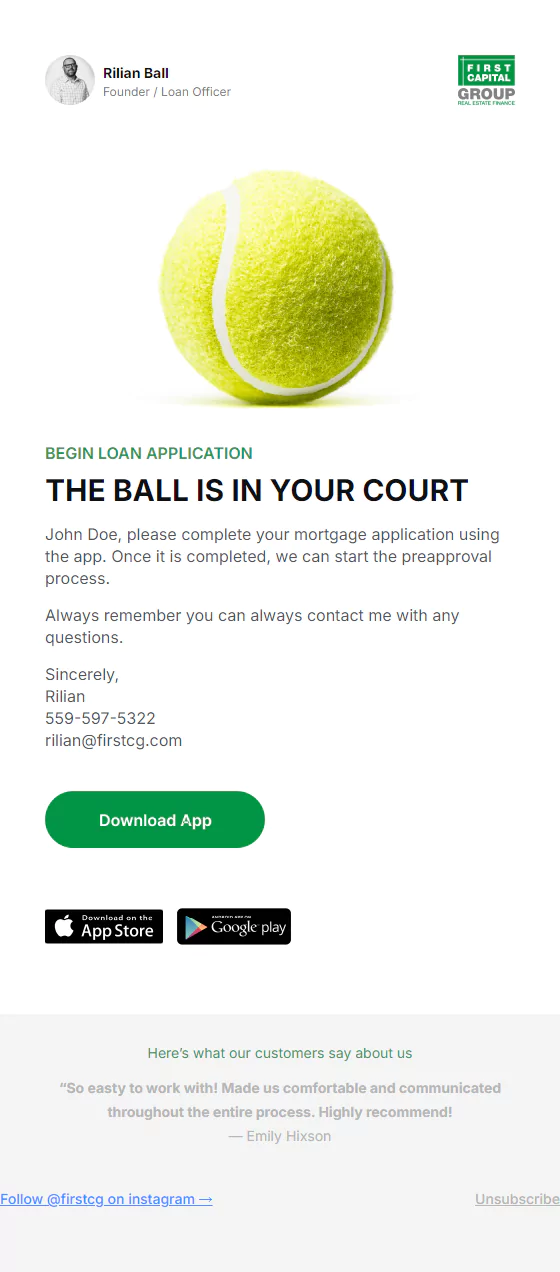 Rilian Ball
Founder / Loan Officer
FIRST
CAPITAL
GROUP
REAL ESTATE FINANCE
BEGIN LOAN APPLICATION
THE BALL IS IN YOUR COURT
John Doe, please complete your mortgage application using
the app. Once it is completed, we can start the preapproval
process.
Always remember you can always contact me with any
questions.
Sincerely,
Rilian
559-597-5322
rilian@firstcg.com
Download App
Download on the
App Store
Google play
Here's what our customers say about us
“So easty to work with! Made us comfortable and communicated
throughout the entire process. Highly recommend!
— Emily Hixson
Follow @firstcg on instagram →
Unsubscribe